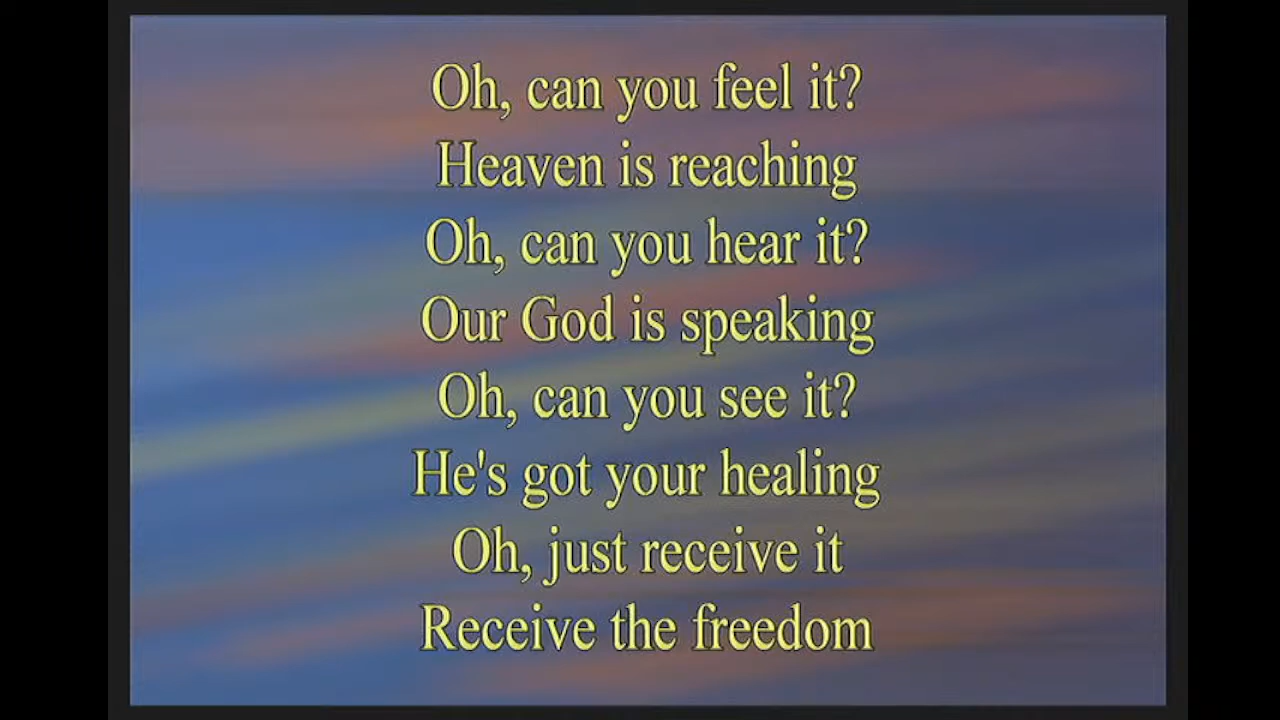 Oh, can you feel it?
Heaven is reaching
Oh, can you hear it?
Our God is speaking
Oh, can you see it?
He's got your healing
Oh, just receive it
Receive the freedom